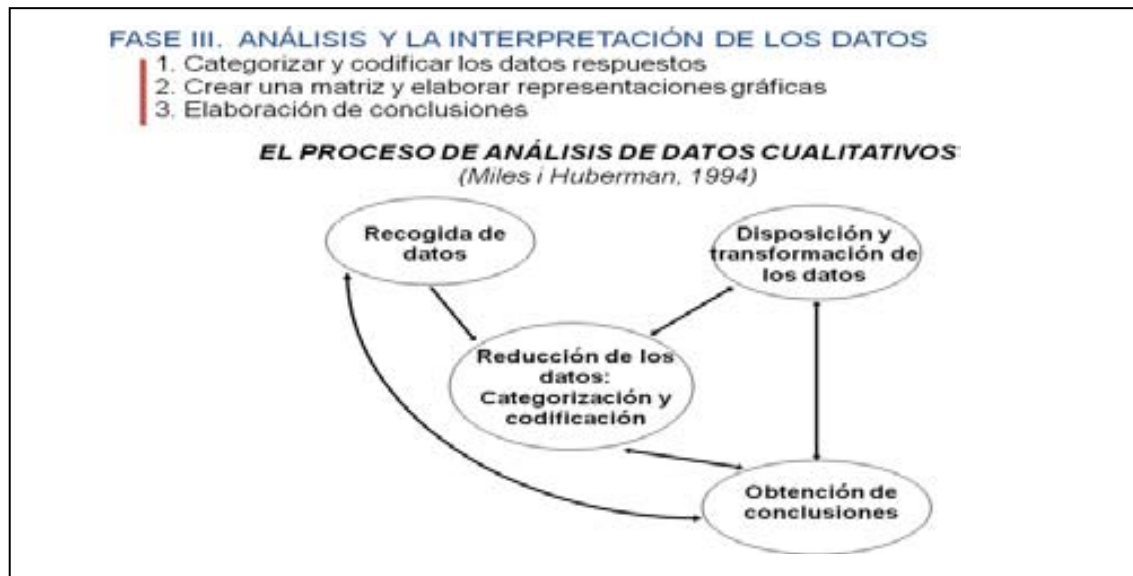 FASE III. ANÁLISIS Y LA INTERPRETACIÓN DE LOS DATOS
1. Categorizar y codificar los datos respuestos
2. Crear una matriz y elaborar representaciones gráficas
3. Elaboración de conclusiones
EL PROCESO DE ANÁLISIS DE DATOS CUALITATIVOS
(Miles i Huberman, 1994)
Recogida de
datos
Disposición y
transformación de
los datos
Reducción de los
datos:
Categorización y
codificación
Obtención de
conclusiones